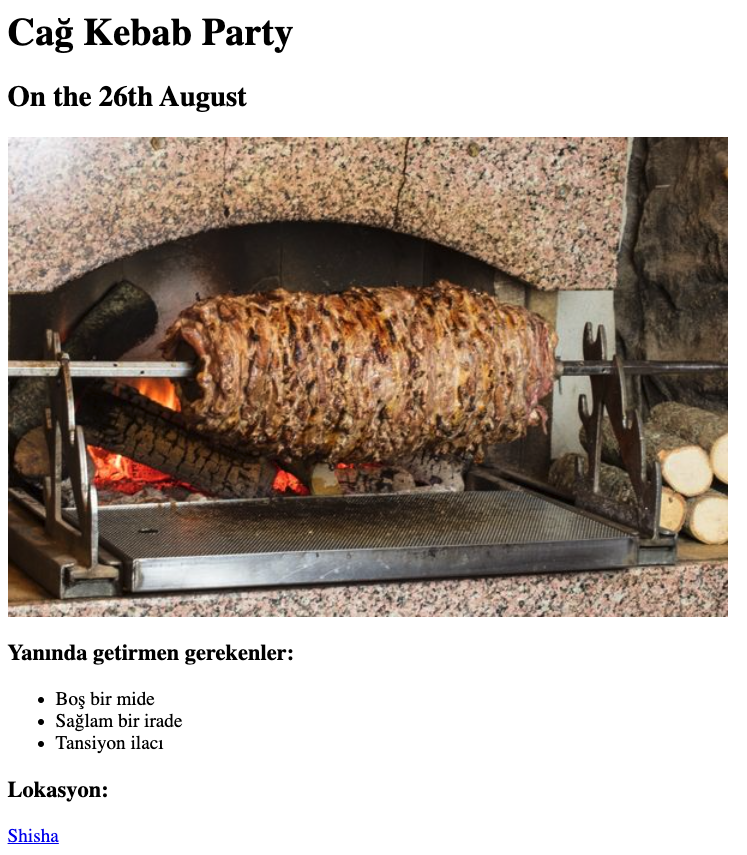 Cağ Kebab Party
On the 26th August
Yanında getirmen gerekenler:
Boş bir mide
Sağlam bir irade
Tansiyon ilacı
Lokasyon:
Shisha